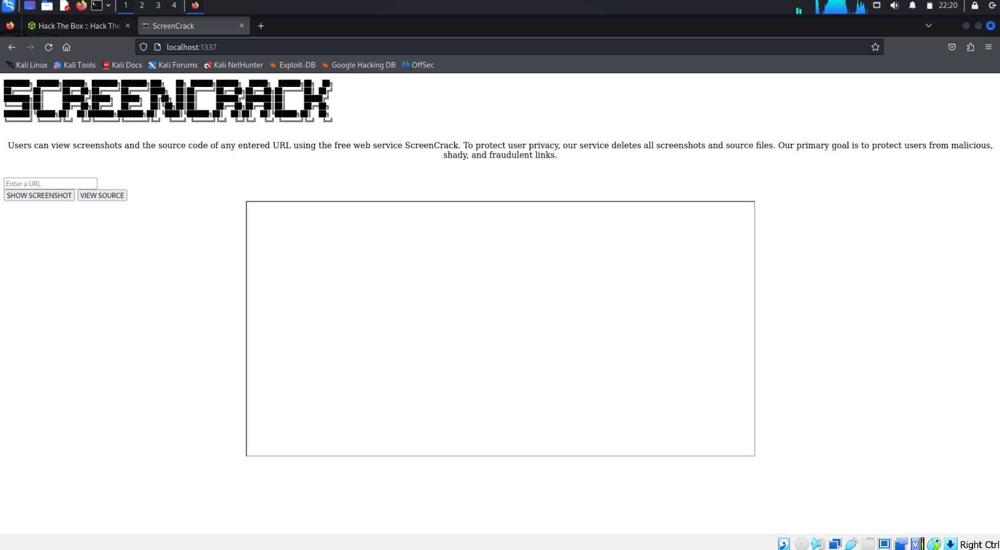 1 2 3 4 22:20
Hack The Box :: Hack The ScreenCrack
localhost:1337
Kali Linux Kali Tools Kali Docs Kali Forums Kali NetHunter Exploit-DB Google Hacking DB OffSec
SCREENCRACK
Users can view screenshots and the source code of any entered URL using the free web service ScreenCrack. To protect user privacy, our service deletes all screenshots and source files. Our primary goal is to protect users from malicious,
shady, and fraudulent links.
Enter a URL
SHOW SCREENSHOT VIEW SOURCE
Right Ctrl